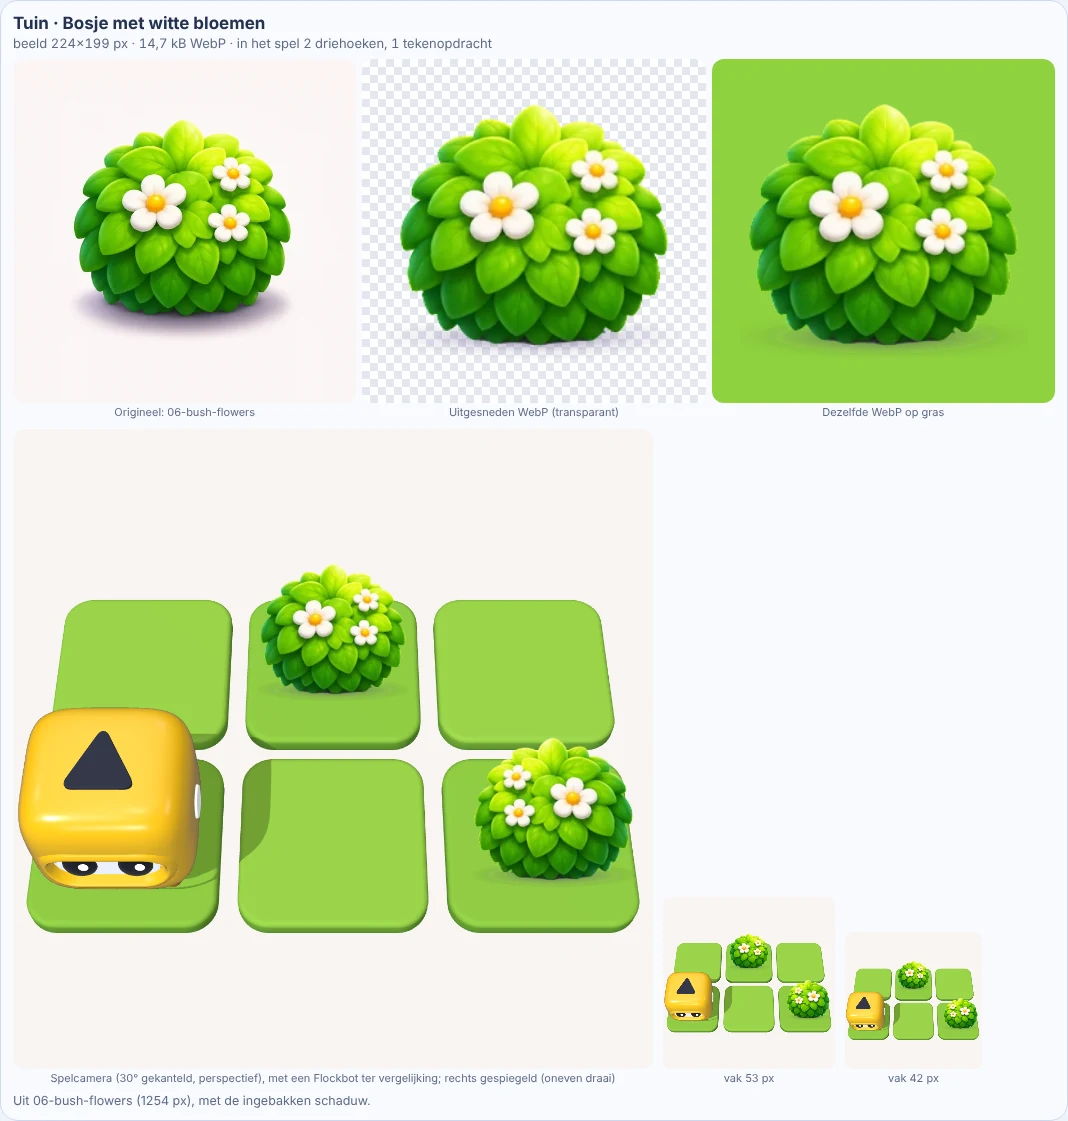 Tuin · Bosje met witte bloemen
beeld 224×199 px · 14,7 kB WebP · in het spel 2 driehoeken, 1 tekenopdracht
Origineel: 06-bush-flowers
Uitgesneden WebP (transparant)
Dezelfde WebP op gras
Spelcamera (30° gekanteld, perspectief), met een Flockbot ter vergelijking; rechts gespiegeld (oneven draai)
vak 53 px
vak 42 px
Uit 06-bush-flowers (1254 px), met de ingebakken schaduw.